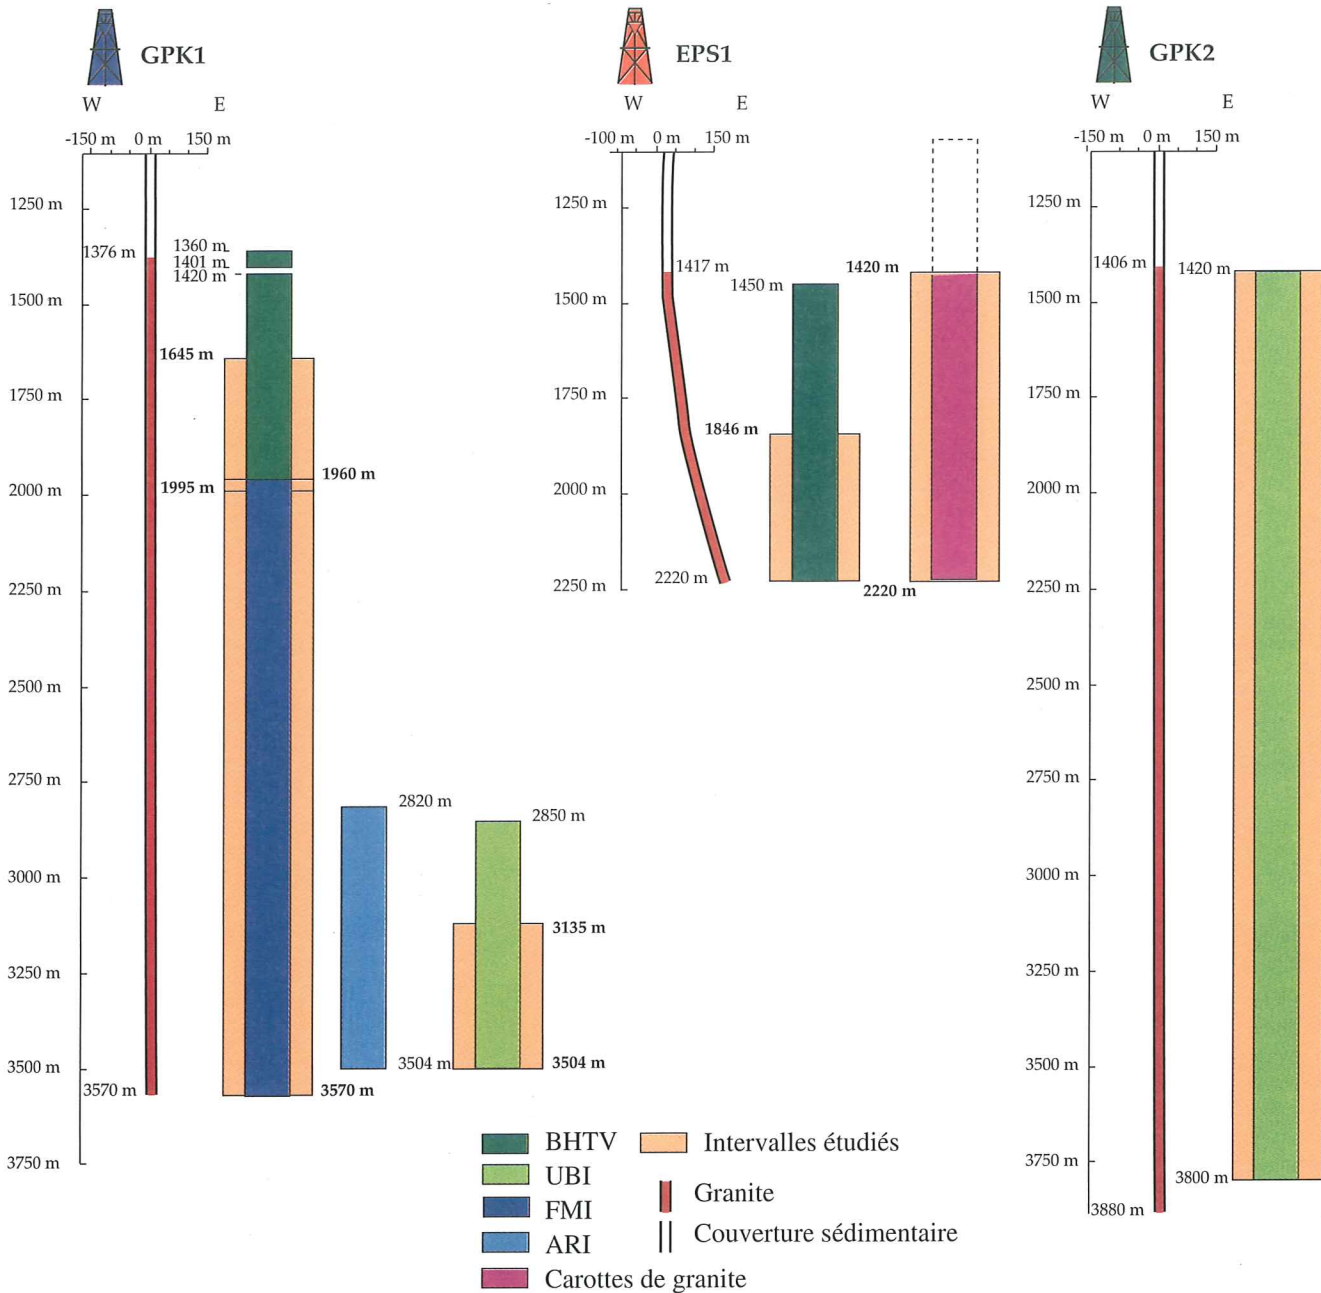 GPK1
W E
-150 m 0 m 150 m
1250 m
1376 m
1360 m
1401 m
1420 m
1500 m
1645 m
1750 m
1960 m
1995 m
2000 m
2250 m
2500 m
2750 m
2820 m
2850 m
3000 m
3135 m
3250 m
3500 m
3504 m
3504 m
3570 m
3570 m
3750 m
EPS1
W E
-100 m 0 m 150 m
1250 m
1417 m
1420 m
1450 m
1500 m
1750 m
1846 m
2000 m
2220 m
2250 m
2220 m
GPK2
W E
-150 m 0 m 150 m
1250 m
1406 m
1420 m
1500 m
1750 m
2000 m
2250 m
2500 m
2750 m
3000 m
3250 m
3500 m
3750 m
3800 m
3880 m
BHTV
UBI
FMI
ARI
Carottes de granite
Intervalles étudiés
Granite
Couverture sédimentaire